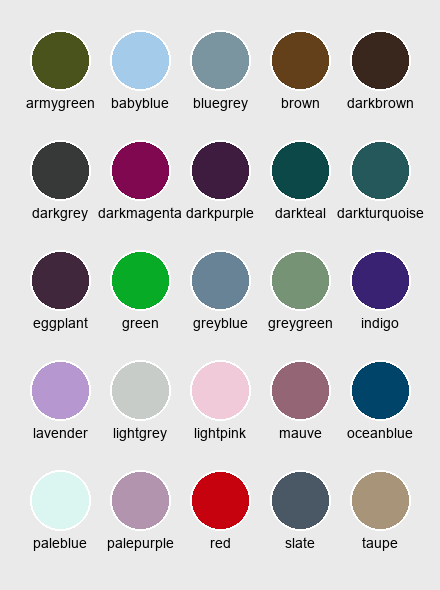 armygreen babyblue bluegrey brown darkbrown
darkgrey darkmagenta darkpurple darkteal darkturquoise
eggplant green greyblue greygreen indigo
lavender lightgrey lightpink mauve oceanblue
paleblue palepurple red slate taupe